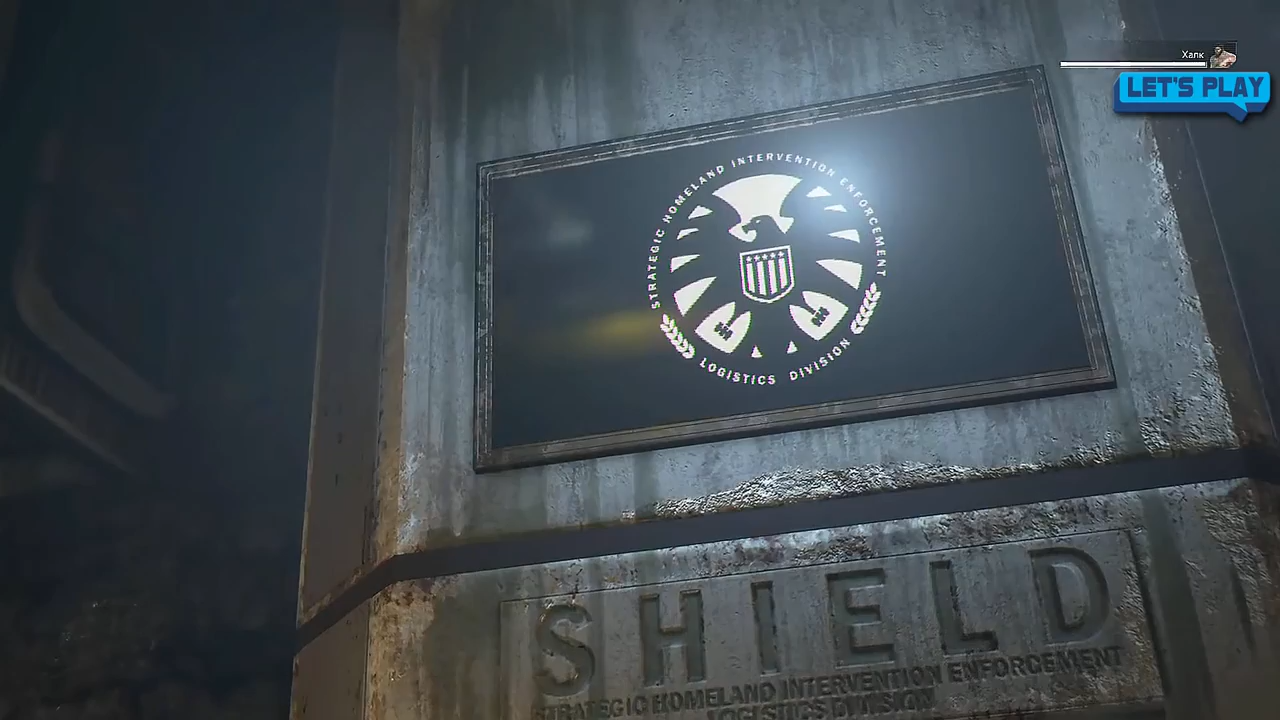 Халк
LET'S PLAY
STRATEGIC HOMELAND INTERVENTION ENFORCEMENT
LOGISTICS DIVISION
SHIELD
STRATEGIC HOMELAND INTERVENTION ENFORCEMENT
LOGISTICS DIVISION